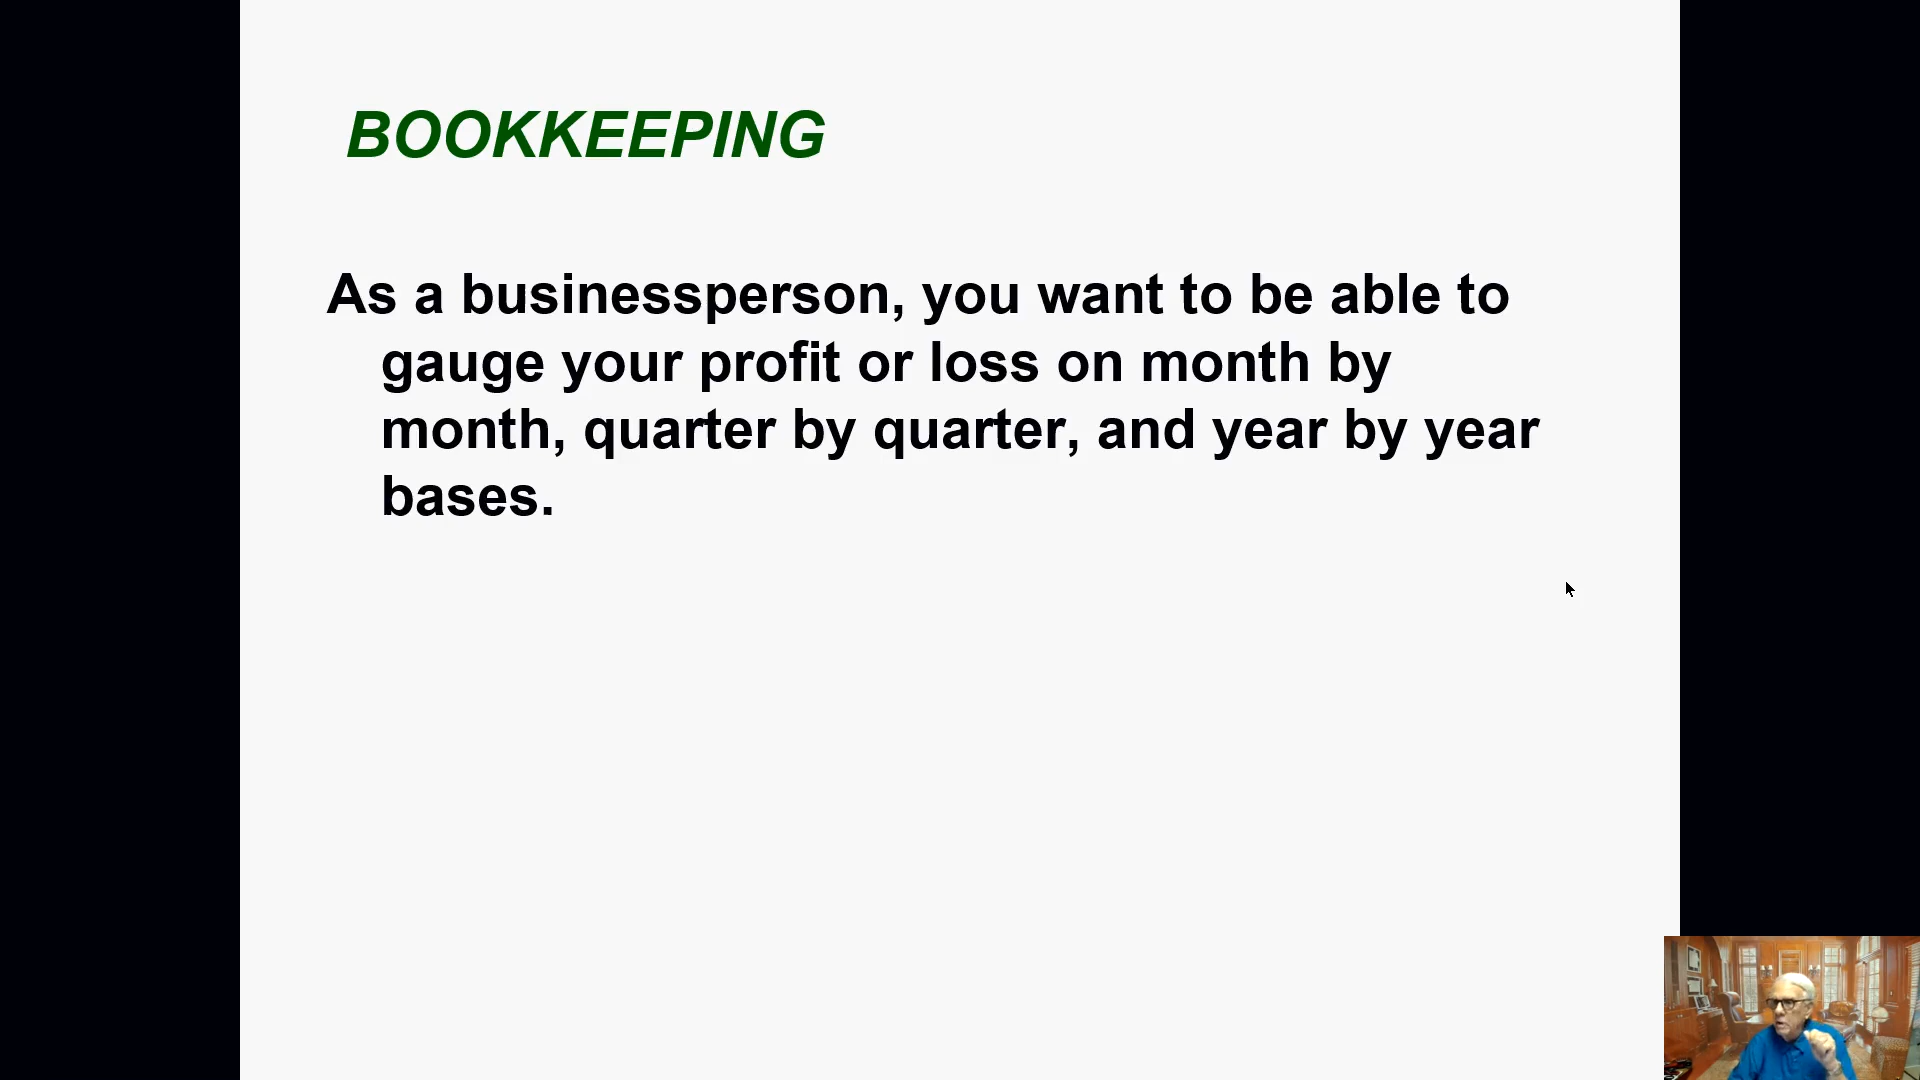 BOOKKEEPING
As a businessperson, you want to be able to
gauge your profit or loss on month by
month, quarter by quarter, and year by year
bases.